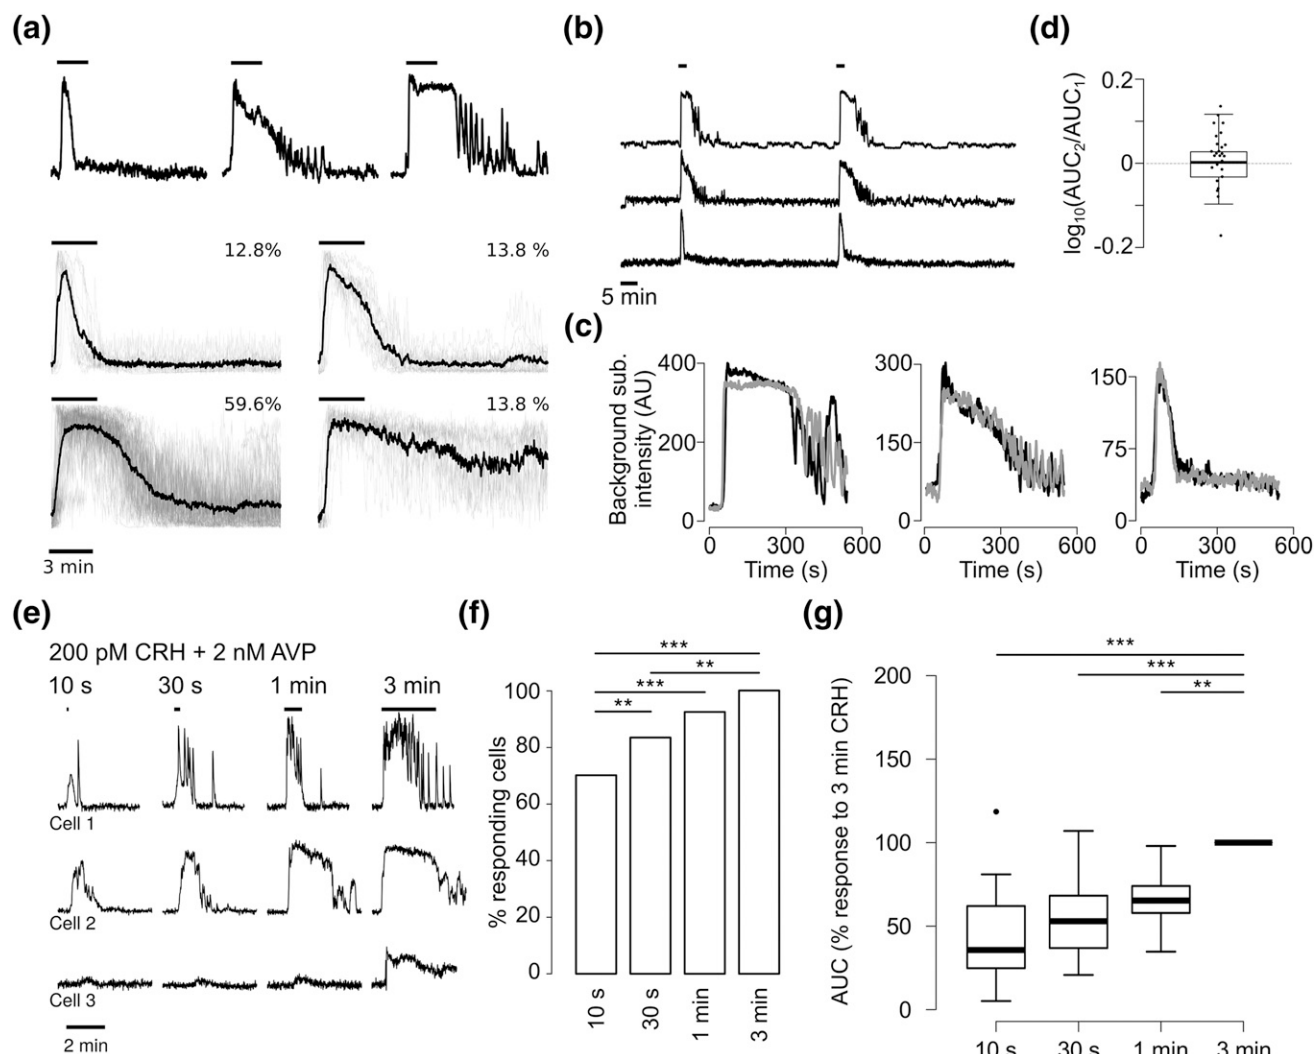 (a)
12.8%
13.8 %
59.6%
13.8 %
3 min
(b)
5 min
(c)
Background sub.
intensity (AU)
400
200
0
0 300 600
Time (s)
300
150
0
0 300 600
Time (s)
150
75
0
0 300 600
Time (s)
(d)
log10(AUC2/AUC1)
0.2
0
-0.2
(e)
200 pM CRH + 2 nM AVP
10 s 30 s 1 min 3 min
Cell 1
Cell 2
Cell 3
2 min
(f)
% responding cells
100
80
60
40
20
0
***
**
***
**
10 s
30 s
1 min
3 min
(g)
AUC (% response to 3 min CRH)
200
150
100
50
0
***
***
**
10 s 30 s 1 min 3 min